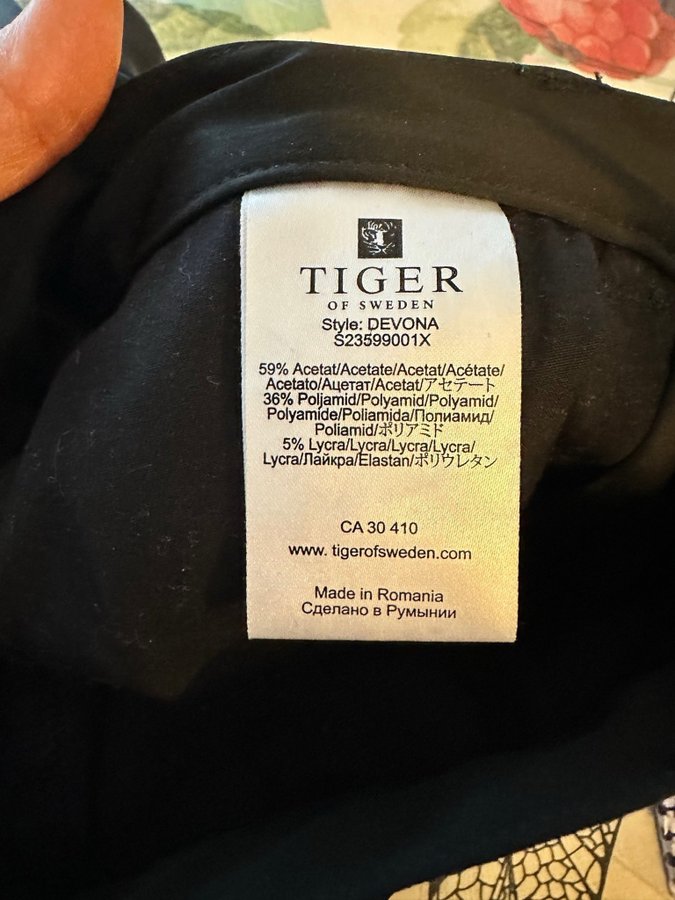 TIGER
OF SWEDEN
Style: DEVONA
S23599001X
59% Acetat/Acetate/Acetat/Acétate/
Acetato/Ацетат/Acetat/アセテート
36% Poljamid/Polyamid/Polyamid/
Polyamide/Poliamida/Полиамид/
Poliamid/ポリアミド
5% Lycra/Lycra/Lycra/Lycra/
Lycra/Лайкра/Elastan/ポリウレタン
CA 30 410
www. tigerofsweden.com
Made in Romania
Сделано в Румынии